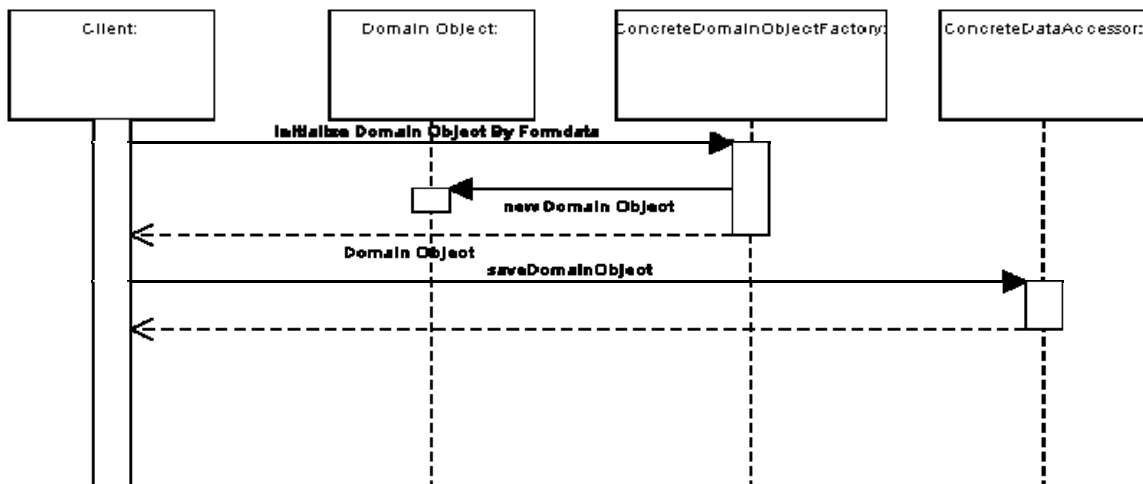 Client:
Domain Object:
ConcreteDomainObjectFactory:
ConcreteDataAccessor:
Initialize Domain Object By Formdata
new Domain Object
Domain Object
saveDomainObject